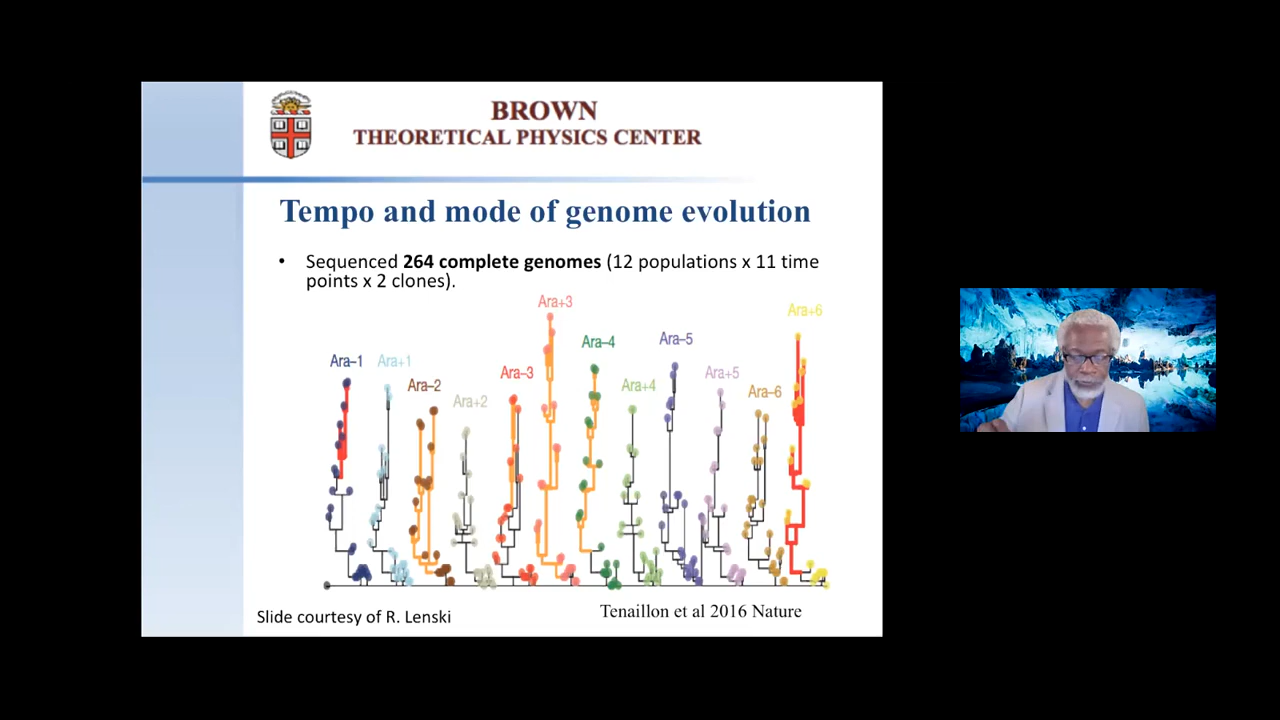 BROWN
THEORETICAL PHYSICS CENTER
Tempo and mode of genome evolution
• Sequenced 264 complete genomes (12 populations x 11 time
points x 2 clones).
Ara–1
Ara+1
Ara–2
Ara+2
Ara–3
Ara+3
Ara–4
Ara+4
Ara–5
Ara+5
Ara–6
Ara+6
Slide courtesy of R. Lenski
Tenaillon et al 2016 Nature